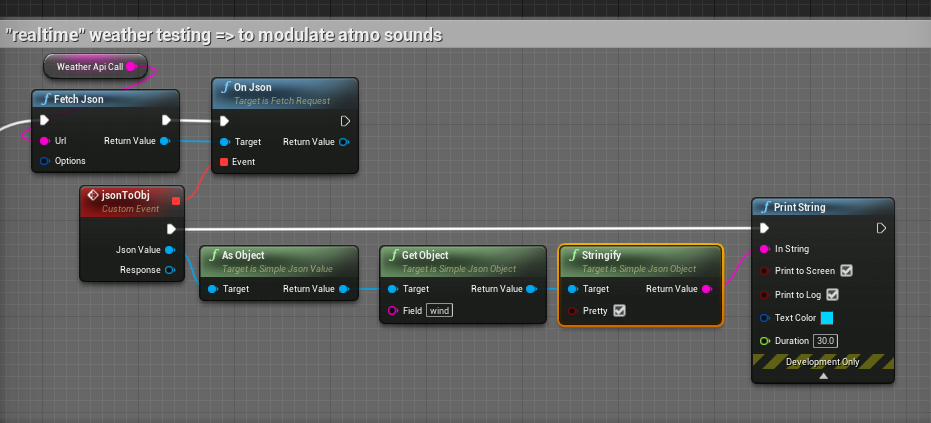 "realtime" weather testing => to modulate atmo sounds
Weather Api Call
Fetch Json
Url
Return Value
Options
On Json
Target is Fetch Request
Target
Return Value
Event
jsonToObj
Custom Event
Json Value
Response
As Object
Target is Simple Json Value
Target
Return Value
Get Object
Target is Simple Json Object
Target
Return Value
Field wind
Stringify
Target is Simple Json Object
Target
Return Value
Pretty
Print String
In String
Print to Screen
Print to Log
Text Color
Duration 30.0
Development Only